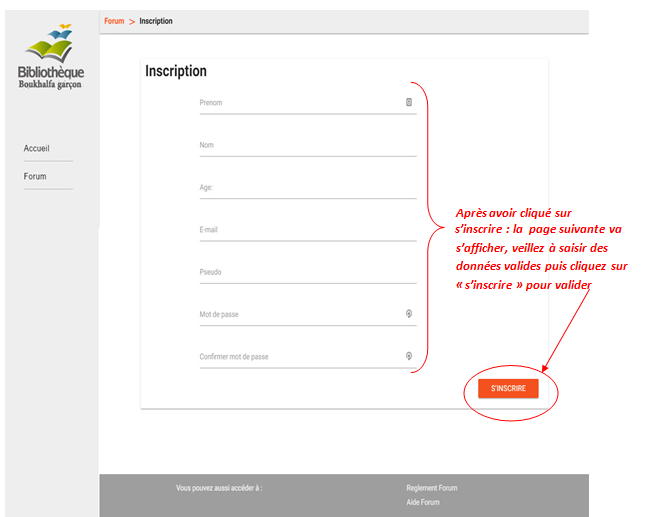 Forum > Inscription
Bibliothèque
Boukhalfa garçon
Accueil
Forum
Inscription
Prenom
Nom
Age:
E-mail
Pseudo
Mot de passe
Confirmer mot de passe
S'INSCRIRE
Après avoir cliqué sur
s'inscrire : la page suivante va
s'afficher, veillez à saisir des
données valides puis cliquez sur
« s'inscrire » pour valider
Vous pouvez aussi accéder à :
Reglement Forum
Aide Forum